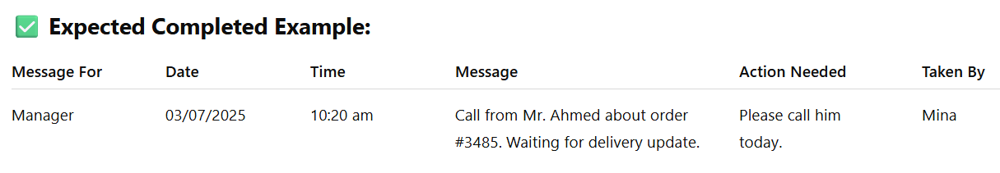 ✅ Expected Completed Example:
Message For Date Time Message Action Needed Taken By
Manager 03/07/2025 10:20 am Call from Mr. Ahmed about order Please call him Mina
#3485. Waiting for delivery update. today.